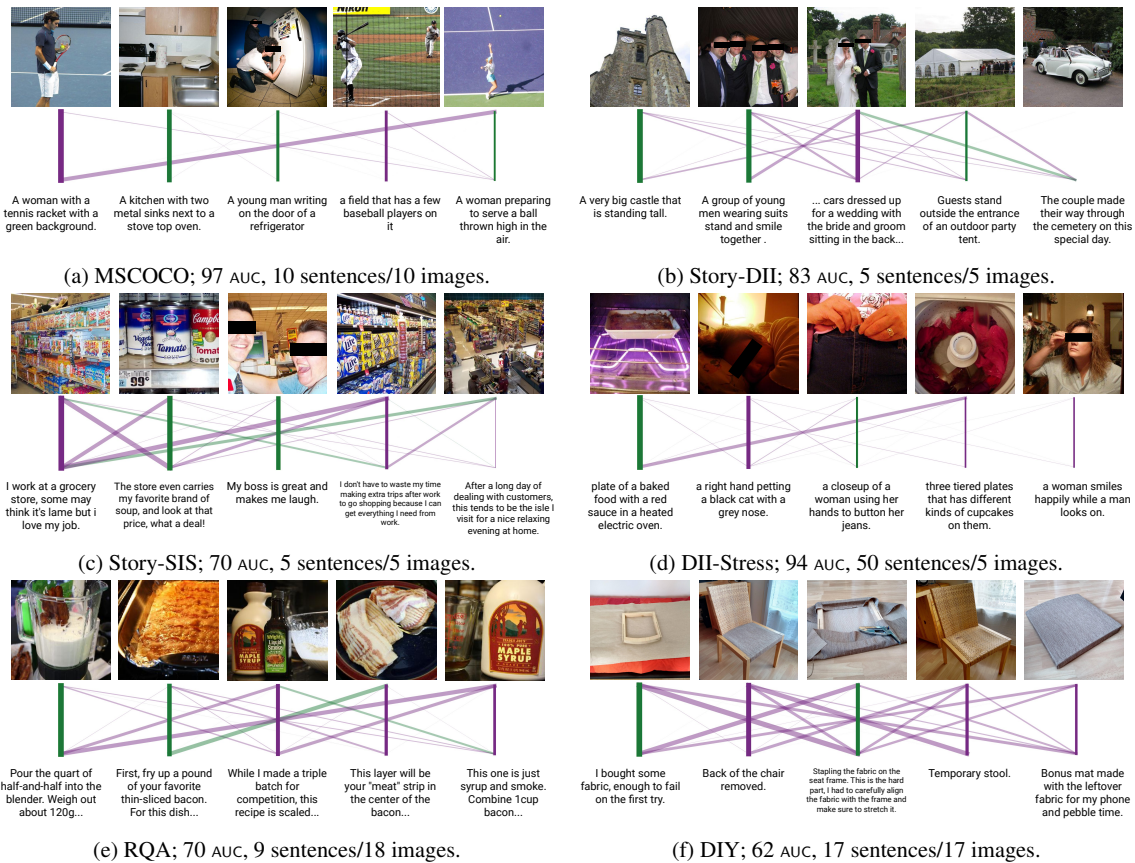 Nikon
A woman with a
tennis racket with a
green background.
A kitchen with two
metal sinks next to a
stove top oven.
A young man writing
on the door of a
refrigerator
a field that has a few
baseball players on
it
A woman preparing
to serve a ball
thrown high in the
air.
(a) MSCOCO; 97 AUC, 10 sentences/10 images.
A very big castle that
is standing tall.
A group of young
men wearing suits
stand and smile
together .
... cars dressed up
for a wedding with
the bride and groom
sitting in the back...
Guests stand
outside the entrance
of an outdoor party
tent.
The couple made
their way through
the cemetery on this
special day.
(b) Story-DII; 83 AUC, 5 sentences/5 images.
Tomato
99¢
Campbell's
Tomato
SOUP
I work at a grocery
store, some may
think it's lame but i
love my job.
The store even carries
my favorite brand of
soup, and look at that
price, what a deal!
My boss is great and
makes me laugh.
I don't have to waste my time
making extra trips after work
to go shopping because I can
get everything I need from
work.
After a long day of
dealing with customers,
this tends to be the isle I
visit for a nice relaxing
evening at home.
(c) Story-SIS; 70 AUC, 5 sentences/5 images.
plate of a baked
food with a red
sauce in a heated
electric oven.
a right hand petting
a black cat with a
grey nose.
a closeup of a
woman using her
hands to button her
jeans.
three tiered plates
that has different
kinds of cupcakes
on them.
a woman smiles
happily while a man
looks on.
(d) DII-Stress; 94 AUC, 50 sentences/5 images.
MAPLE
SYRUP
Liquid
Smoke
MAPLE
SYRUP
Pour the quart of
half-and-half into the
blender. Weigh out
about 120g...
First, fry up a pound
of your favorite
thin-sliced bacon.
For this dish...
While I made a triple
batch for
competition, this
recipe is scaled...
This layer will be
your "meat" strip in
the center of the
bacon...
This one is just
syrup and smoke.
Combine 1cup
bacon...
(e) RQA; 70 AUC, 9 sentences/18 images.
I bought some
fabric, enough to fail
on the first try.
Back of the chair
removed.
Stapling the fabric on the
seat frame. This is the hard
part, I had to carefully align
the fabric with the frame and
make sure to stretch it.
Temporary stool.
Bonus mat made
with the leftover
fabric for my phone
and pebble time.
(f) DIY; 62 AUC, 17 sentences/17 images.